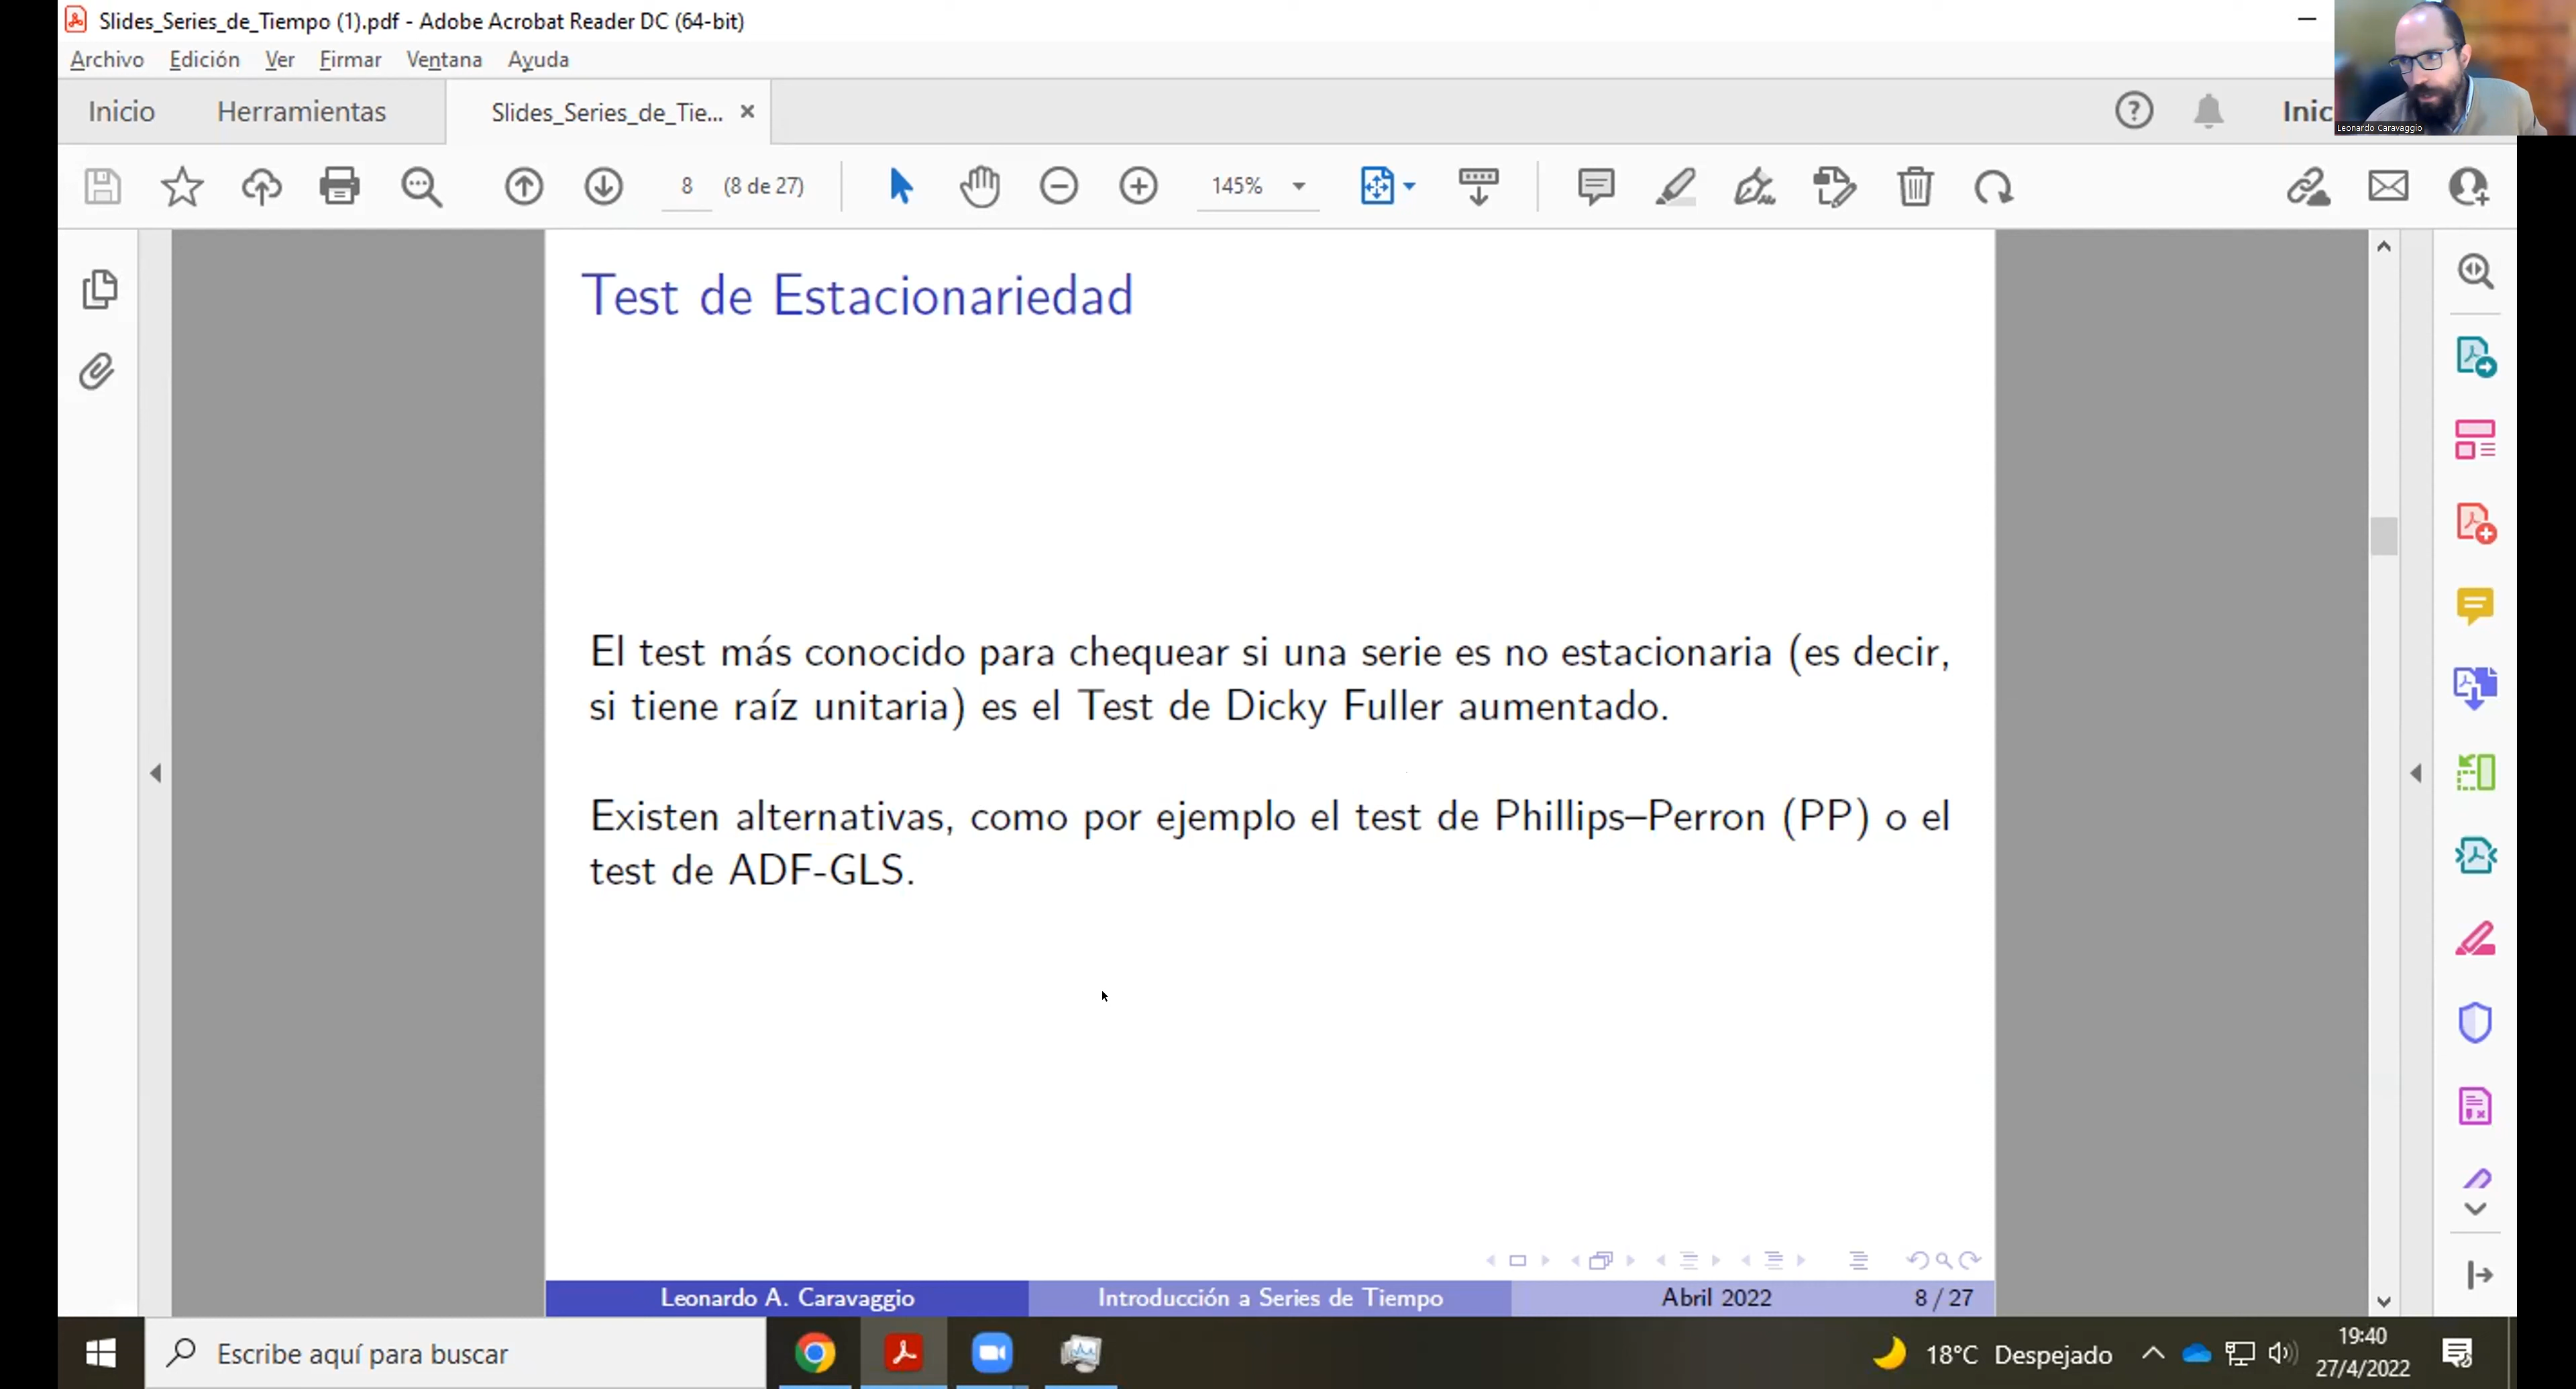 Slides_Series_de_Tiempo (1).pdf - Adobe Acrobat Reader DC (64-bit)
Archivo Edición Ver Firmar Ventana Ayuda
Inicio Herramientas Slides_Series_de_Tie... Inic
Leonardo Caravaggio
8 (8 de 27) 145%
Test de Estacionariedad
El test más conocido para chequear si una serie es no estacionaria (es decir,
si tiene raíz unitaria) es el Test de Dicky Fuller aumentado.
Existen alternativas, como por ejemplo el test de Phillips–Perron (PP) o el
test de ADF-GLS.
Leonardo A. Caravaggio Introducción a Series de Tiempo Abril 2022 8 / 27
Escribe aquí para buscar 18°C Despejado 19:40
27/4/2022